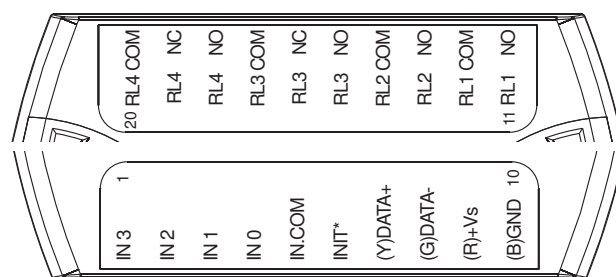 20 RL4 COM
RL4 NC
RL4 NO
RL3 COM
RL3 NC
RL3 NO
RL2 COM
RL2 NO
RL1 COM
11 RL1 NO
IN 3 1
IN 2
IN 1
IN 0
IN.COM
INIT*
(Y)DATA+
(G)DATA-
(R)+Vs
(B)GND 10